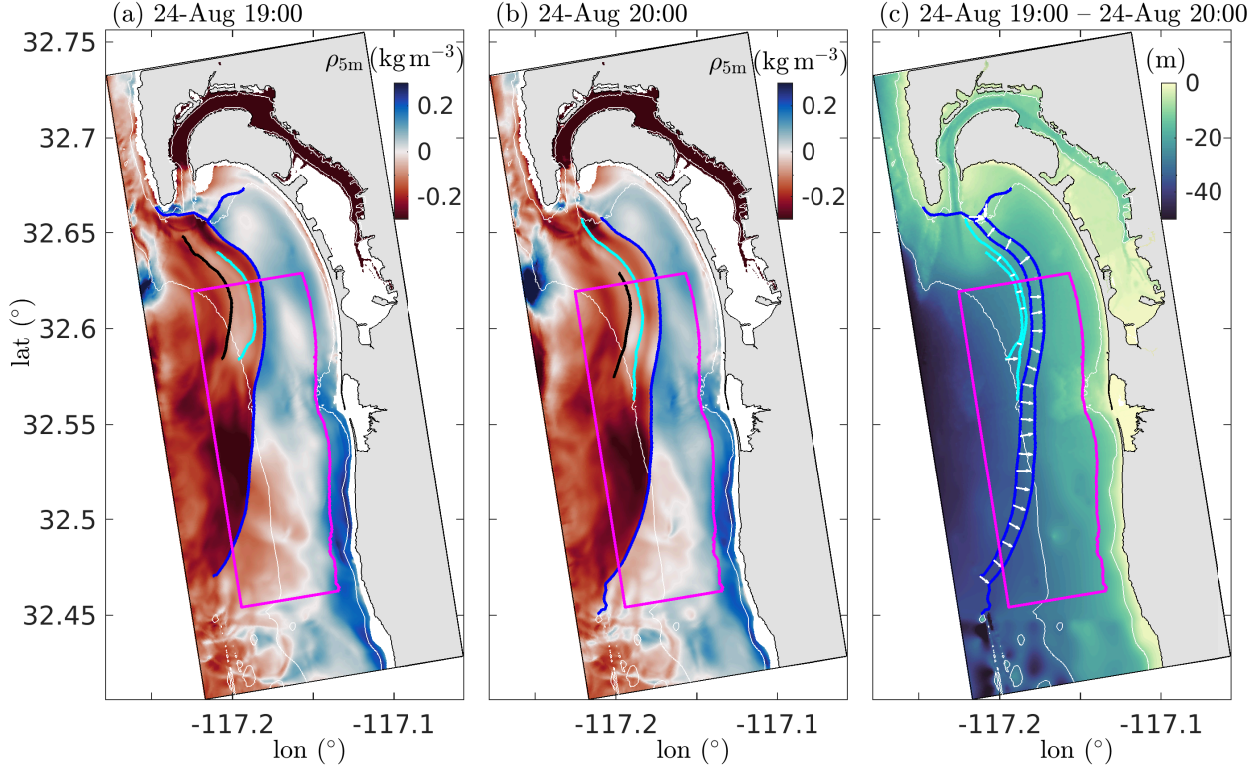 (a) 24-Aug 19:00
(b) 24-Aug 20:00
(c) 24-Aug 19:00 – 24-Aug 20:00
lat (°)
32.75
32.7
32.65
32.6
32.55
32.5
32.45
ρ5m (kg m−3)
0.2
0
-0.2
ρ5m (kg m−3)
0.2
0
-0.2
(m)
0
-20
-40
-117.2
-117.1
lon (°)
-117.2
-117.1
lon (°)
-117.2
-117.1
lon (°)